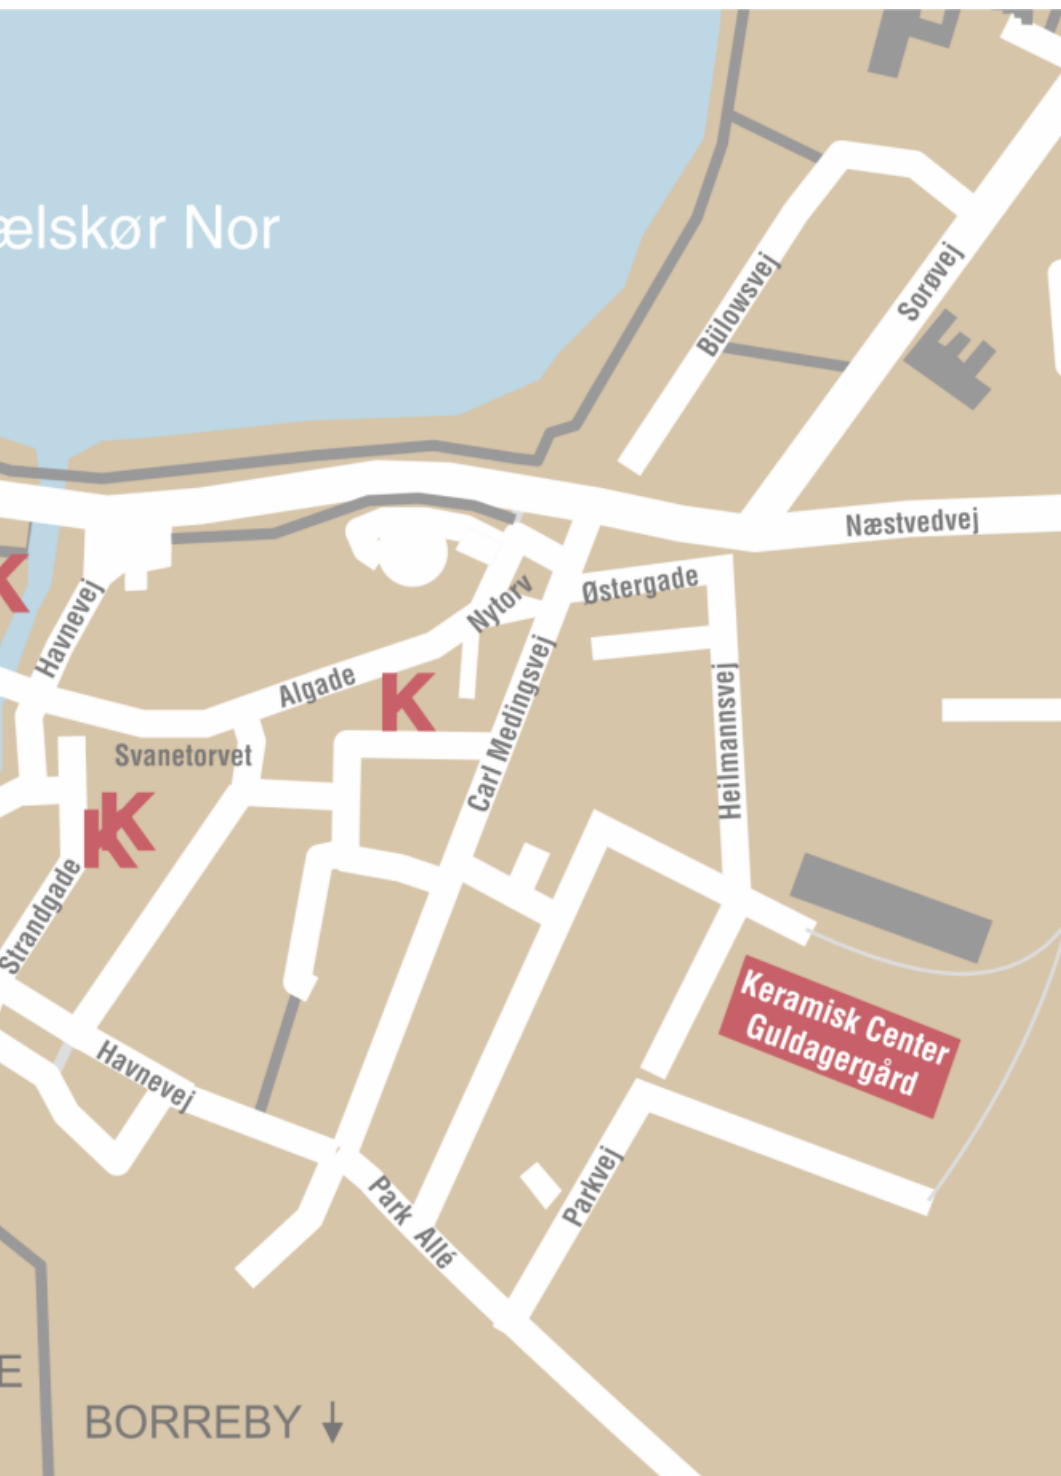 ælskør Nor
Bülowsvej
Sorøvej
Næstvedvej
K
Havnevej
Nytorv
Østergade
Algade
K
Carl Medingsvej
Heilmannsvej
Svanetorvet
K
K
Strandgade
Keramisk Center
Guldagergård
Havnevej
Park Allé
Parkvej
E
BORREBY ↓